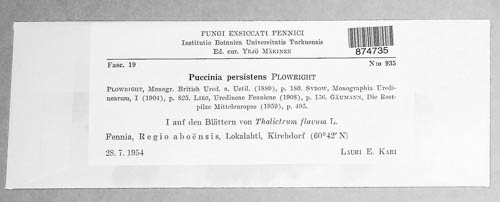 FUNGI EXSICCATI FENNICI
Instituto Botanica Universitatis Turkuensis
Ed. cur. YRJÖ MÄKINEN
874735
Fasc. 19
N:o 935
Puccinia persistens PLOWRIGHT
PLOWRIGHT, Monogr. British Ured. a. Ustil. (1889), p. 180. SYDOW, Monographia Uredi-
nearum, I (1904), p. 825, LIRO, Uredineae Fennicae (1908), p. 136. GÄUMANN, Die Rost-
pilze Mitteleuropas (1959), p. 495.
I auf den Blättern von Thalictrum flavum L.
Fennia, Regio aboënsis, Lokalahti, Kirchdorf (60°42' N)
28. 7. 1954
LAURI E. KARI